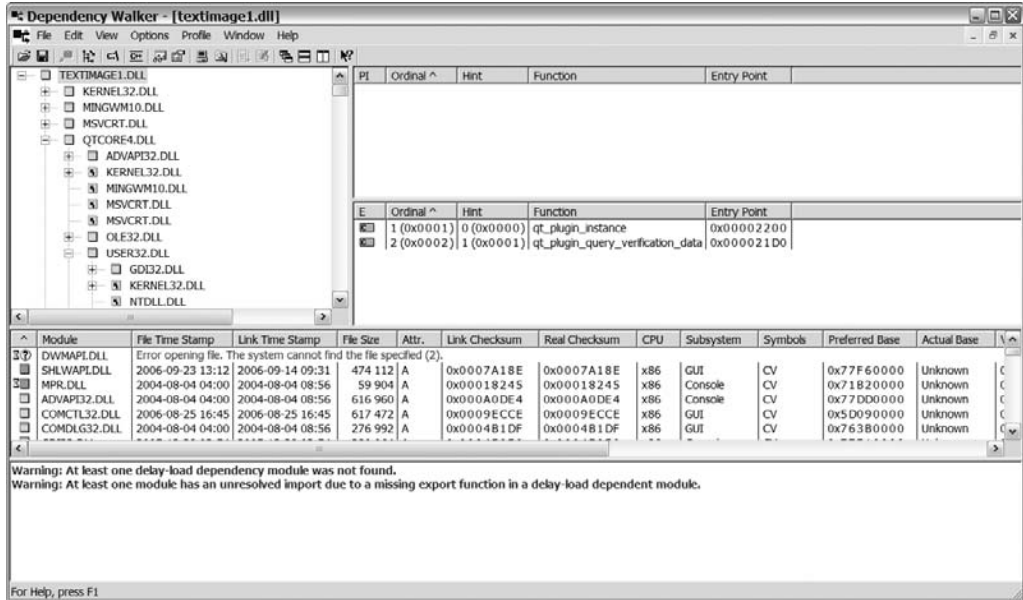 Dependency Walker - [textimage1.dll]
File Edit View Options Profile Window Help
TEXTIMAGE1.DLL
KERNEL32.DLL
MINGWM10.DLL
MSVCRT.DLL
QTCORE4.DLL
ADVAPI32.DLL
KERNEL32.DLL
MINGWM10.DLL
MSVCRT.DLL
MSVCRT.DLL
OLE32.DLL
USER32.DLL
GDI32.DLL
KERNEL32.DLL
NTDLL.DLL
PI Ordinal ^ Hint Function Entry Point
E Ordinal ^ Hint Function Entry Point
1 (0x0001) 0 (0x0000) qt_plugin_instance 0x00002200
2 (0x0002) 1 (0x0001) qt_plugin_query_verification_data 0x000021D0
^ Module File Time Stamp Link Time Stamp File Size Attr. Link Checksum Real Checksum CPU Subsystem Symbols Preferred Base Actual Base
DWMAPI.DLL Error opening file. The system cannot find the file specified (2).
SHLWAPI.DLL 2006-09-23 13:12 2006-09-14 09:31 474 112 A 0x0007A18E 0x0007A18E x86 GUI CV 0x77F60000 Unknown
MPR.DLL 2004-08-04 04:00 2004-08-04 08:56 59 904 A 0x00018245 0x00018245 x86 Console CV 0x71B20000 Unknown
ADVAPI32.DLL 2004-08-04 04:00 2004-08-04 08:56 616 960 A 0x000A0DE4 0x000A0DE4 x86 Console CV 0x77DD0000 Unknown
COMCTL32.DLL 2006-08-25 16:45 2006-08-25 16:45 617 472 A 0x0009ECCE 0x0009ECCE x86 GUI CV 0x5D090000 Unknown
COMDLG32.DLL 2004-08-04 04:00 2004-08-04 08:56 276 992 A 0x0004B1DF 0x0004B1DF x86 GUI CV 0x763B0000 Unknown
Warning: At least one delay-load dependency module was not found.
Warning: At least one module has an unresolved import due to a missing export function in a delay-load dependent module.
For Help, press F1